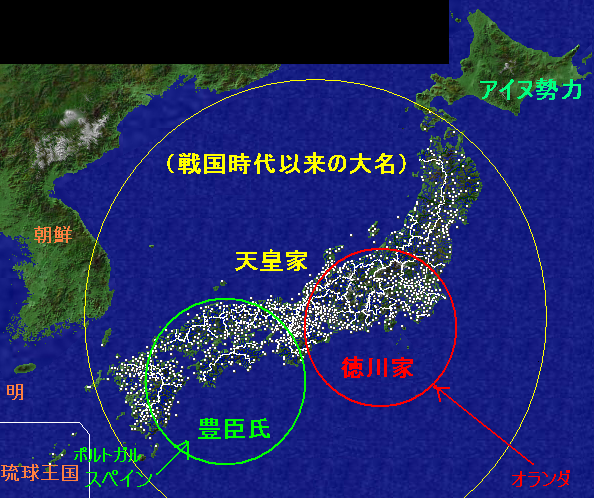 アイヌ勢力
（戦国時代以来の大名）
朝鮮
天皇家
徳川家
明
豊臣氏
ポルトガル
スペイン
琉球王国
オランダ